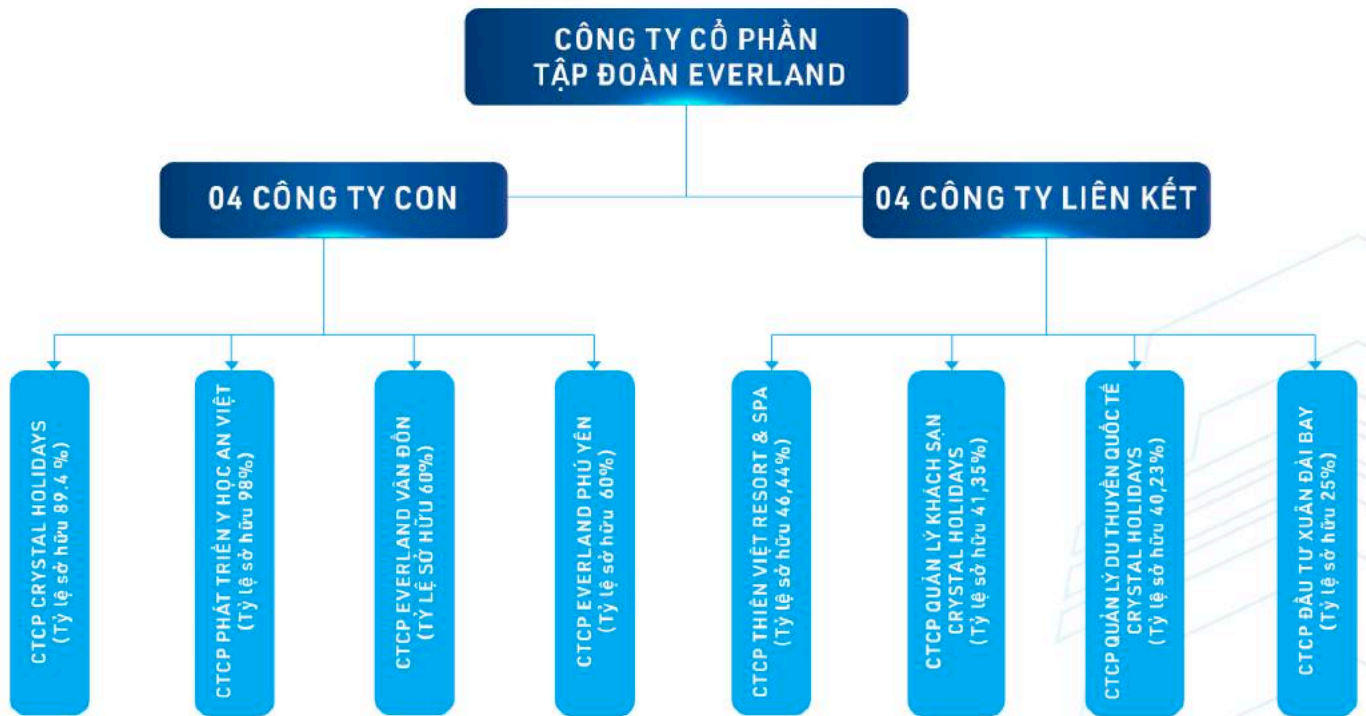 CÔNG TY CỔ PHẦN
TẬP ĐOÀN EVERLAND
04 CÔNG TY CON
04 CÔNG TY LIÊN KẾT
CTCP CRYSTAL HOLIDAYS
(Tỷ lệ sở hữu 89.4 %)
CTCP PHÁT TRIỂN Y HỌC AN VIỆT
(Tỷ lệ sở hữu 98%)
CTCP EVERLAND VÂN ĐỒN
(TỶ LỆ SỞ HỮU 60%)
CTCP EVERLAND PHÚ YÊN
(Tỷ lệ sở hữu 60%)
CTCP THIÊN VIỆT RESORT & SPA
(Tỷ lệ sở hữu 46,44%)
CTCP QUẢN LÝ KHÁCH SẠN
CRYSTAL HOLIDAYS
(Tỷ lệ sở hữu 41,35%)
CTCP QUẢN LÝ DU THUYỀN QUỐC TẾ
CRYSTAL HOLIDAYS
(Tỷ lệ sở hữu 40,23%)
CTCP ĐẦU TƯ XUÂN ĐÀI BAY
(Tỷ lệ sở hữu 25%)